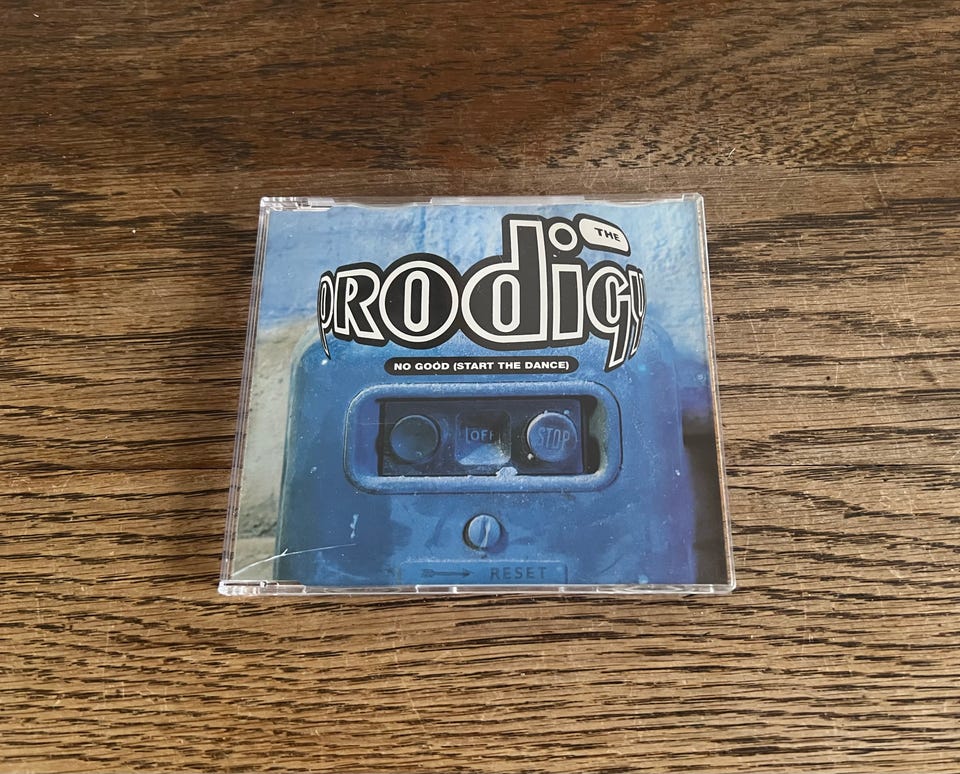 THE
PRODIGY
NO GOOD (START THE DANCE)
OFF
STOP
RESET